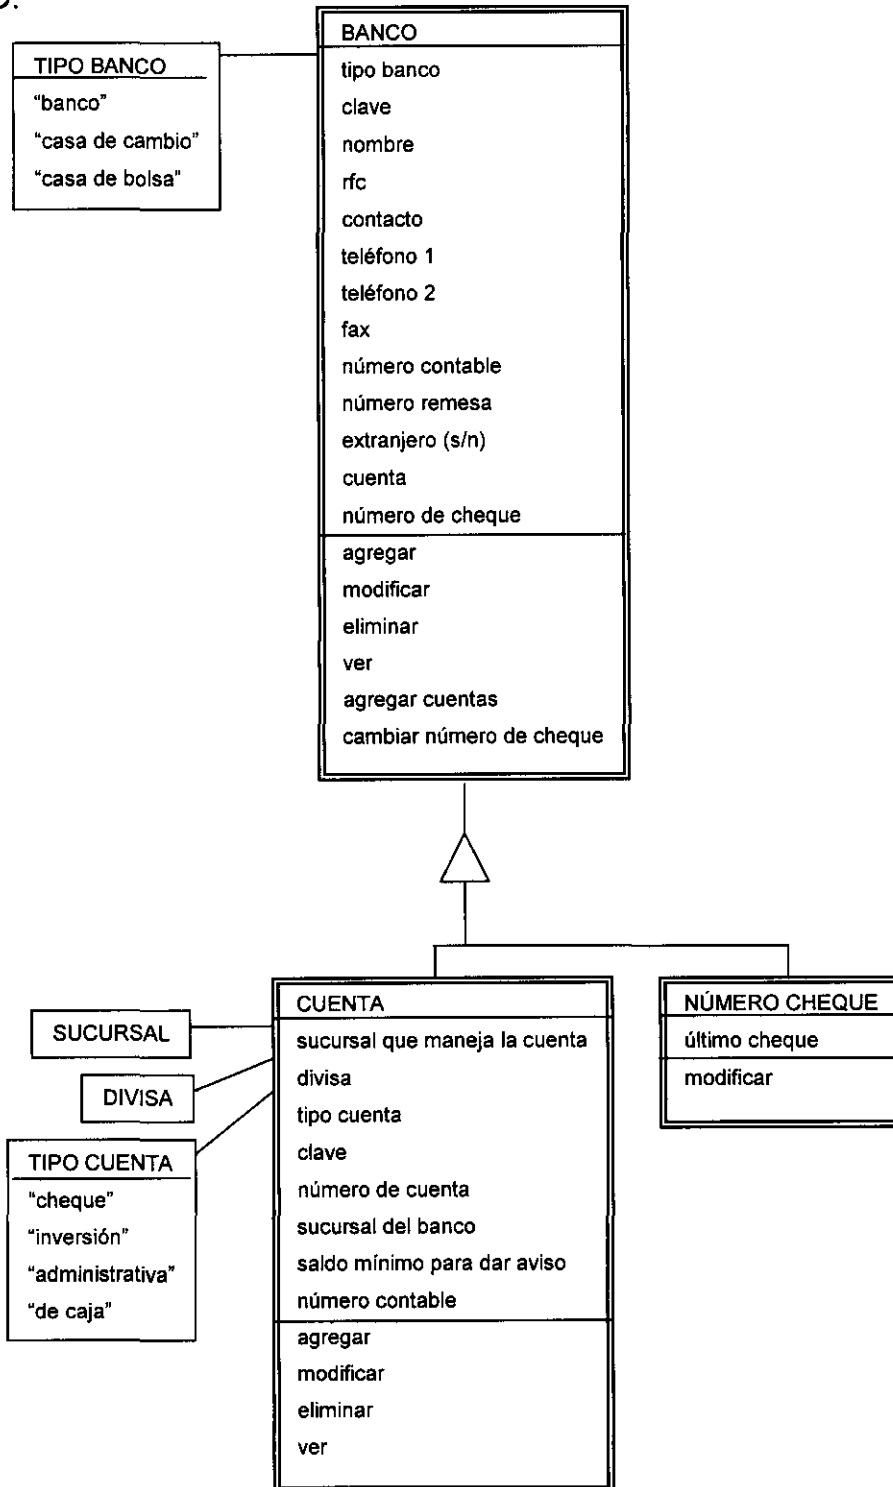 BANCO
tipo banco
clave
nombre
rfc
contacto
teléfono 1
teléfono 2
fax
número contable
número remesa
extranjero (s/n)
cuenta
número de cheque
agregar
modificar
eliminar
ver
agregar cuentas
cambiar número de cheque
TIPO BANCO
“banco”
“casa de cambio”
“casa de bolsa”
CUENTA
sucursal que maneja la cuenta
divisa
tipo cuenta
clave
número de cuenta
sucursal del banco
saldo mínimo para dar aviso
número contable
agregar
modificar
eliminar
ver
NÚMERO CHEQUE
último cheque
modificar
SUCURSAL
DIVISA
TIPO CUENTA
“cheque”
“inversión”
“administrativa”
“de caja”